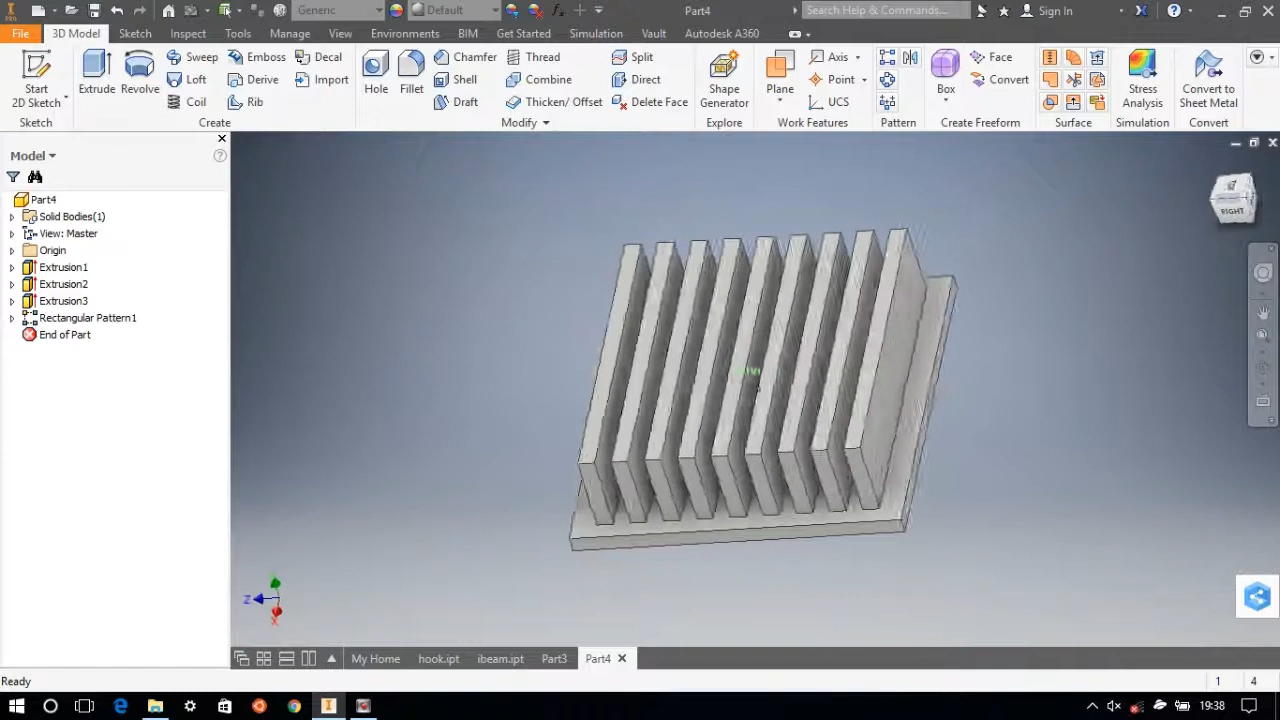 Generic
Default
Part4
Search Help & Commands...
Sign In
PRO
File
3D Model
Sketch
Inspect
Tools
Manage
View
Environments
BIM
Get Started
Simulation
Vault
Autodesk A360
Start
2D Sketch
Extrude
Revolve
Sweep
Emboss
Decal
Loft
Derive
Import
Coil
Rib
Hole
Fillet
Chamfer
Thread
Split
Shell
Combine
Direct
Draft
Thicken/ Offset
Delete Face
Shape
Generator
Plane
Axis
Point
UCS
Box
Face
Convert
Stress
Analysis
Convert to
Sheet Metal
Sketch
Create
Modify
Explore
Work Features
Pattern
Create Freeform
Surface
Simulation
Convert
Model
Part4
Solid Bodies(1)
View: Master
Origin
Extrusion1
Extrusion2
Extrusion3
Rectangular Pattern1
End of Part
RIGHT
Z
X
My Home
hook.ipt
ibeam.ipt
Part3
Part4
Ready
1
4
19:38